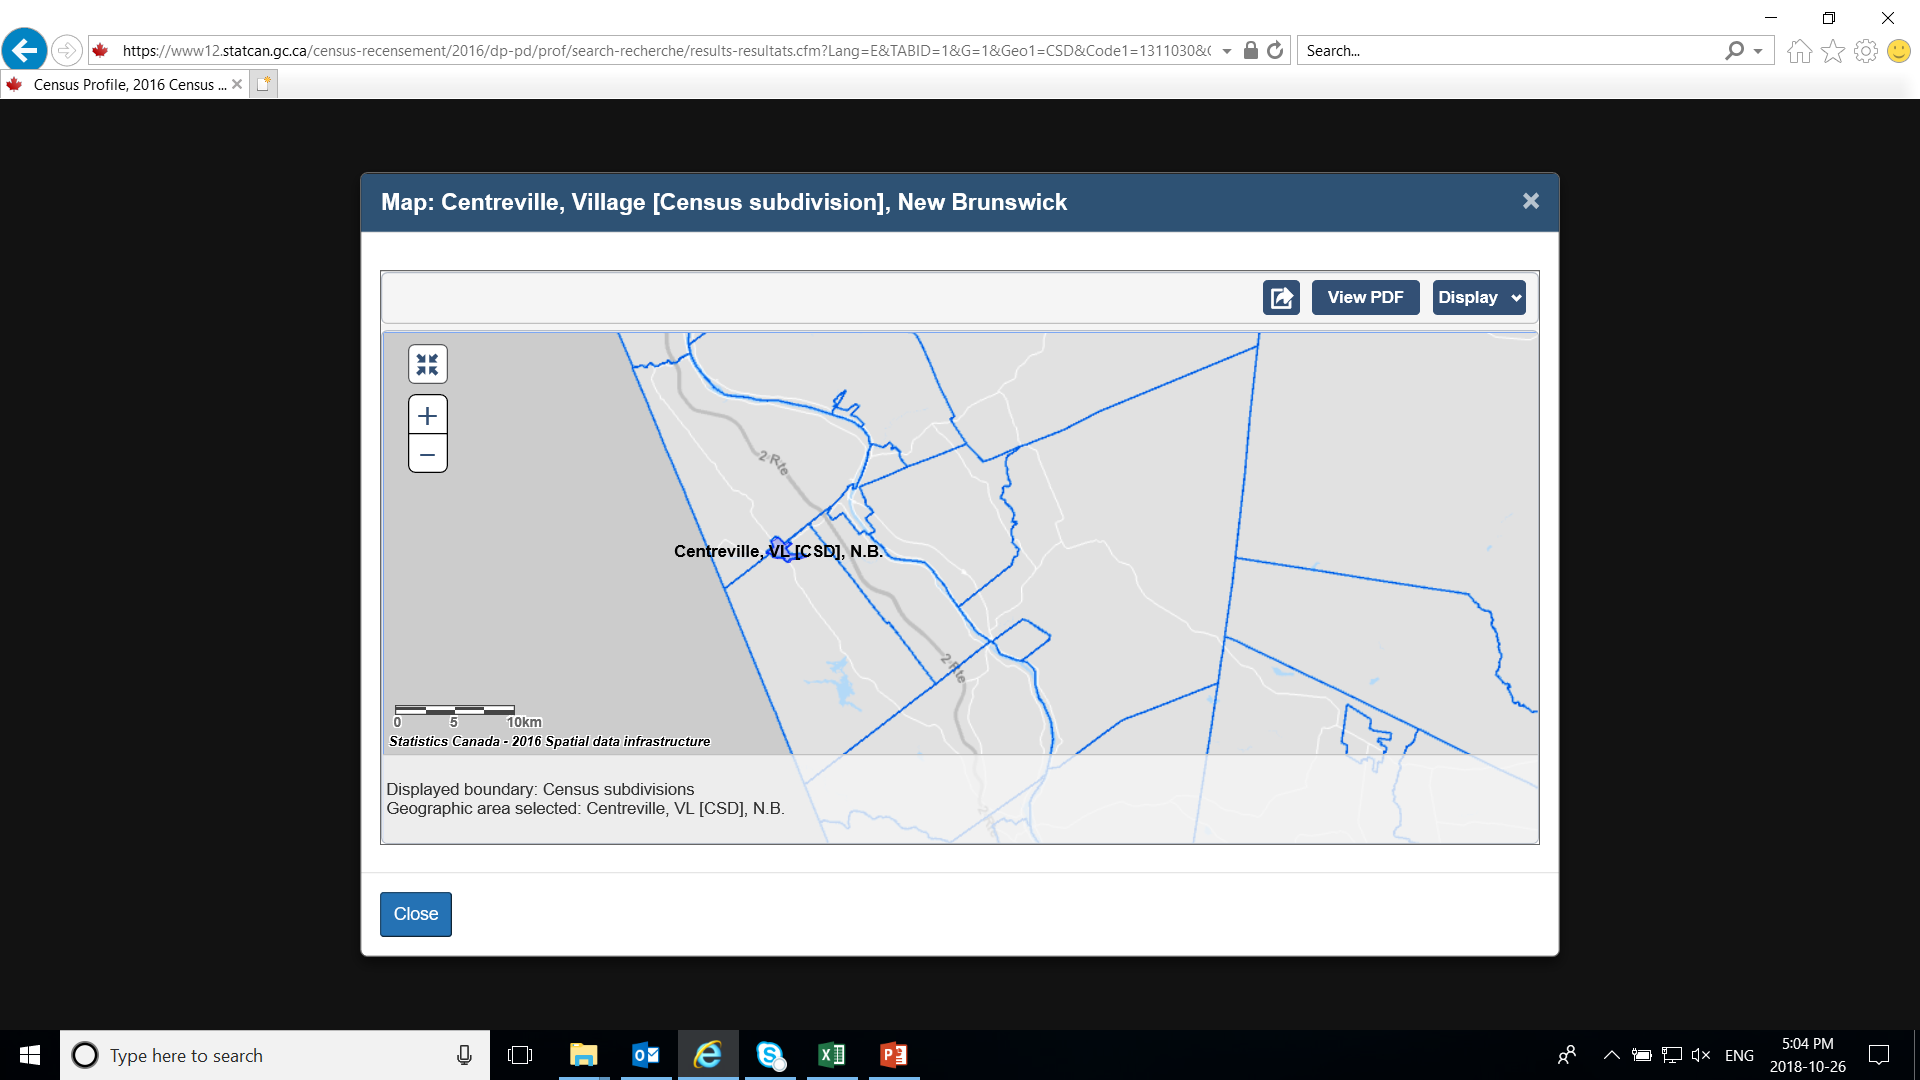 https://www12.statcan.gc.ca/census-recensement/2016/dp-pd/prof/search-recherche/results-resultats.cfm?Lang=E&TABID=1&G=1&Geo1=CSD&Code1=1311030&(
Search...
Census Profile, 2016 Census ...
Map: Centreville, Village [Census subdivision], New Brunswick
View PDF
Display
2 Rte
Centreville, VL [CSD], N.B.
2 Rte
0 5 10km
Statistics Canada - 2016 Spatial data infrastructure
Displayed boundary: Census subdivisions
Geographic area selected: Centreville, VL [CSD], N.B.
Close
Type here to search
ENG
5:04 PM
2018-10-26